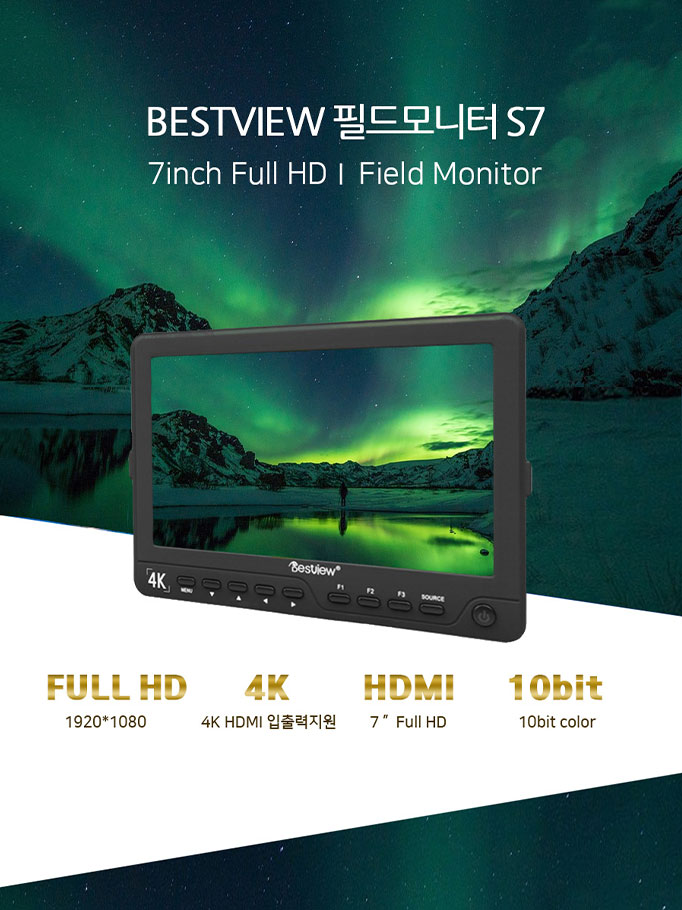 BESTVIEW 필드모니터 S7
7inch Full HD | Field Monitor
Bestview®
4K
MENU ▼ ▲ ◀ ▶ F1 F2 F3 SOURCE
FULL HD 4K HDMI 10bit
1920*1080 4K HDMI 입출력지원 7 ” Full HD 10bit color